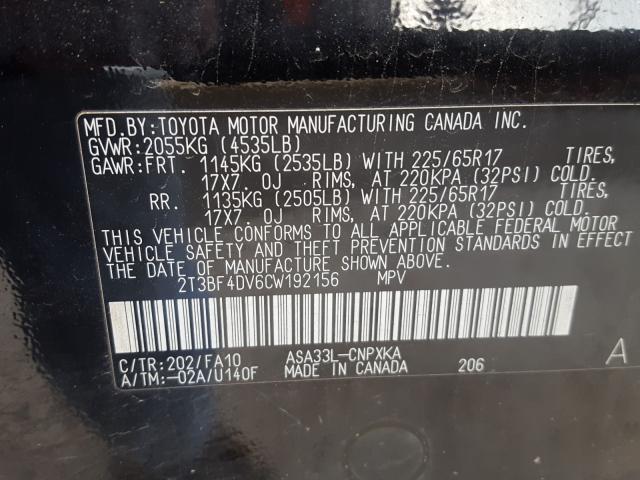 MFD.BY:TOYOTA MOTOR MANUFACTURING CANADA INC.
GVWR:2055KG (4535LB)
GAWR:FRT. 1145KG (2535LB) WITH 225/65R17 TIRES,
17X7. OJ RIMS, AT 220KPA (32PSI) COLD.
RR. 1135KG (2505LB) WITH 225/65R17 TIRES,
17X7. OJ RIMS, AT 220KPA (32PSI) COLD.
THIS VEHICLE CONFORMS TO ALL APPLICABLE FEDERAL MOTOR
VEHICLE SAFETY AND THEFT PREVENTION STANDARDS IN EFFECT
ON THE DATE OF MANUFACTURE SHOWN ABOVE.
2T3BF4DV6CW192156 MPV
C/TR:202/FA10 ASA33L-CNPXKA
A/TM:-02A/U140F MADE IN CANADA 206
A